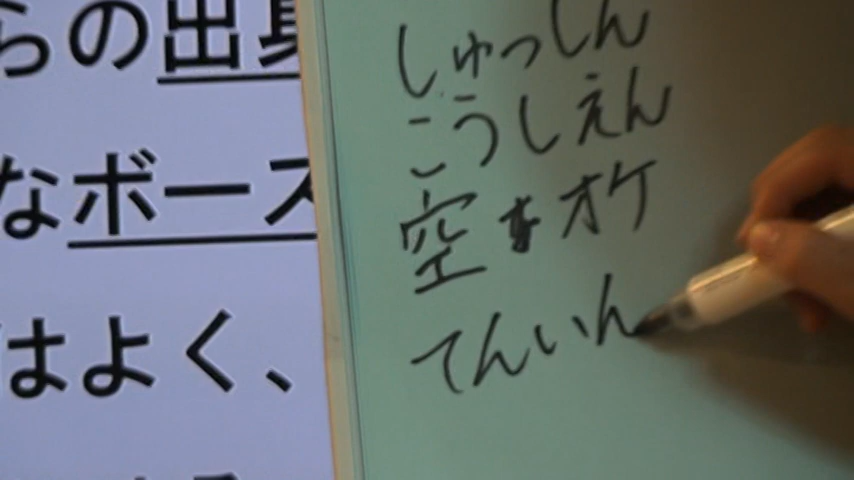 らの出身
なボース
はよく、
しゅっしん
こうしえん
空オケ
てんいん